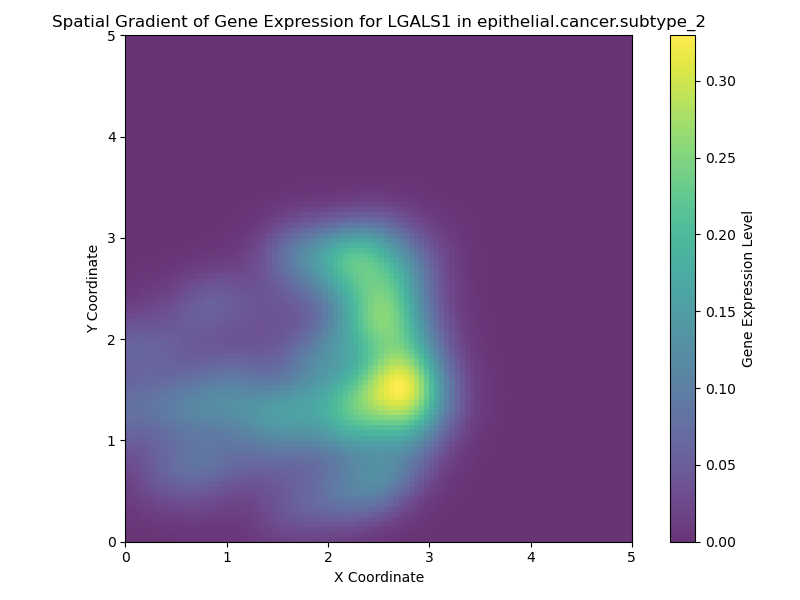 Spatial Gradient of Gene Expression for LGALS1 in epithelial.cancer.subtype_2
5
4
3
2
1
0
Y Coordinate
0 1 2 3 4 5
X Coordinate
0.30
0.25
0.20
0.15
0.10
0.05
0.00
Gene Expression Level